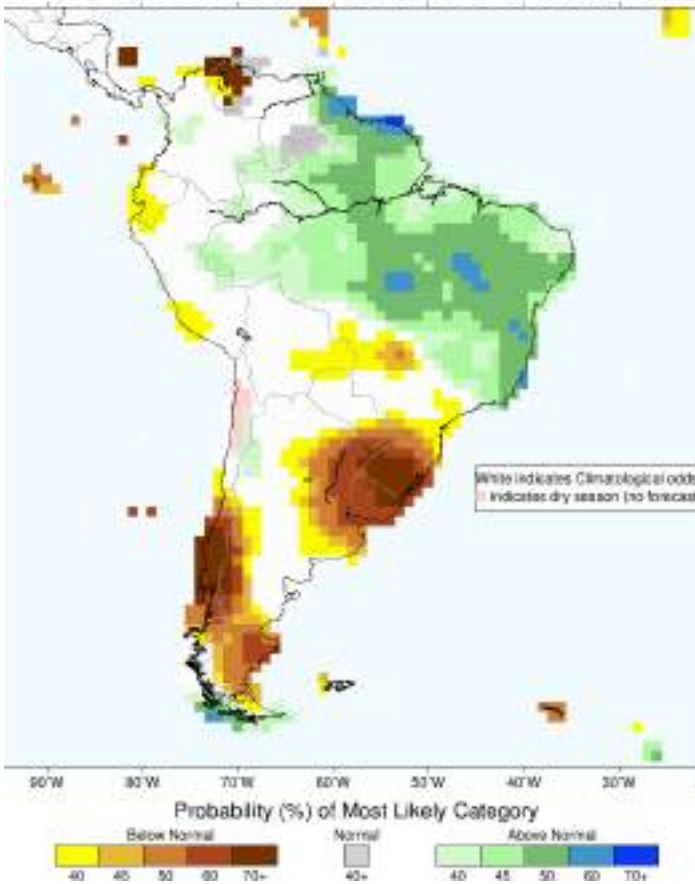 White indicates Climatological odds
indicates dry season (no forecast
90°W 80°W 70°W 60°W 50°W 40°W 30°W
Probability (%) of Most Likely Category
Below Normal Normal Above Normal
40 45 50 60 70+ 40+ 40 45 50 60 70+